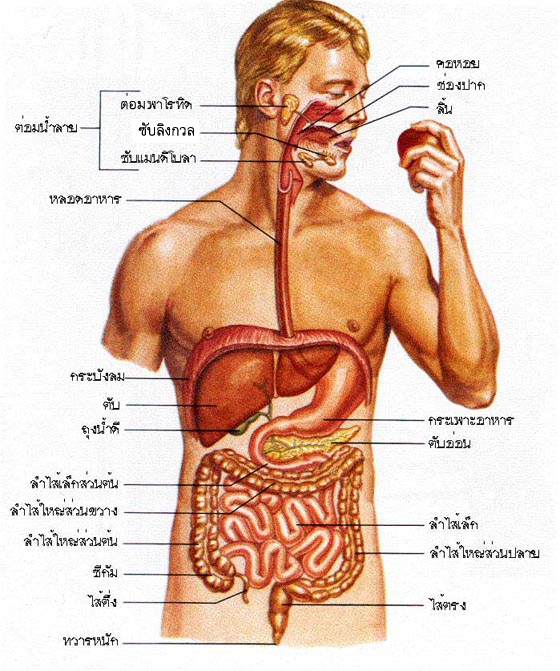 คอหอย
ช่องปาก
ลิ้น
ต่อมน้ำลาย
ต่อมพาโรทิด
ซับลิงกวล
ซับแมนดิบิวลา
หลอดอาหาร
กระบังลม
ตับ
ถุงน้ำดี
กระเพาะอาหาร
ตับอ่อน
ลำไส้เล็กส่วนต้น
ลำไส้ใหญ่ส่วนขวาง
ลำไส้ใหญ่ส่วนต้น
ซีคัม
ไส้ติ่ง
ทวารหนัก
ลำไส้เล็ก
ลำไส้ใหญ่ส่วนปลาย
ไส้ตรง